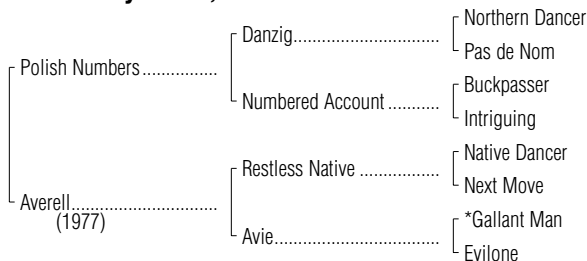 Northern Dancer
Danzig
Pas de Nom
Polish Numbers
Buckpasser
Numbered Account
Intriguing
Native Dancer
Restless Native
Next Move
Averell
(1977)
*Gallant Man
Avie
Evilone